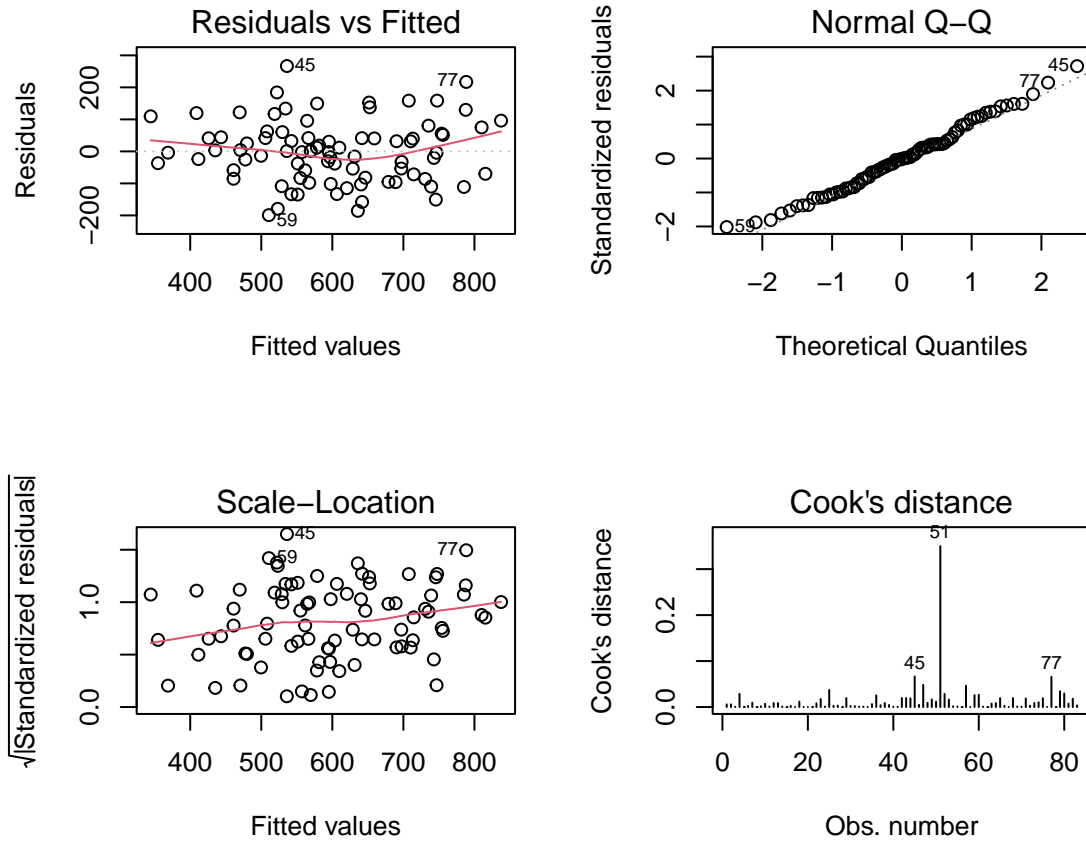 Residuals vs Fitted
Residuals
−200 0 200
45
77
59
400 500 600 700 800
Fitted values
Normal Q−Q
Standardized residuals
−2 0 2
45
77
59
−2 −1 0 1 2
Theoretical Quantiles
Scale−Location
√|Standardized residuals|
0.0 1.0
45
59
77
400 500 600 700 800
Fitted values
Cook's distance
Cook's distance
0.0 0.2
51
45
77
0 20 40 60 80
Obs. number